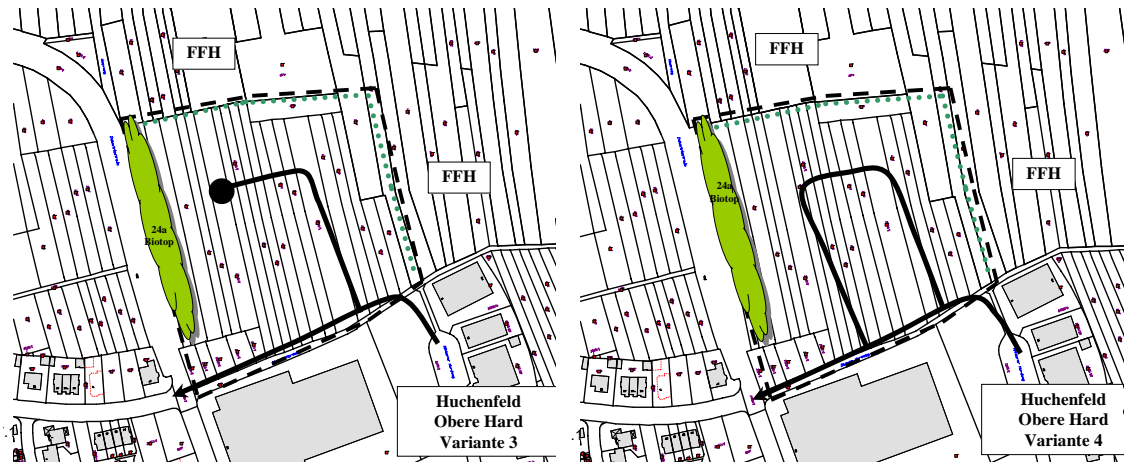 FFH
FFH
24a
Biotop
Huchenfeld
Obere Hard
Variante 3
FFH
FFH
24a
Biotop
Huchenfeld
Obere Hard
Variante 4